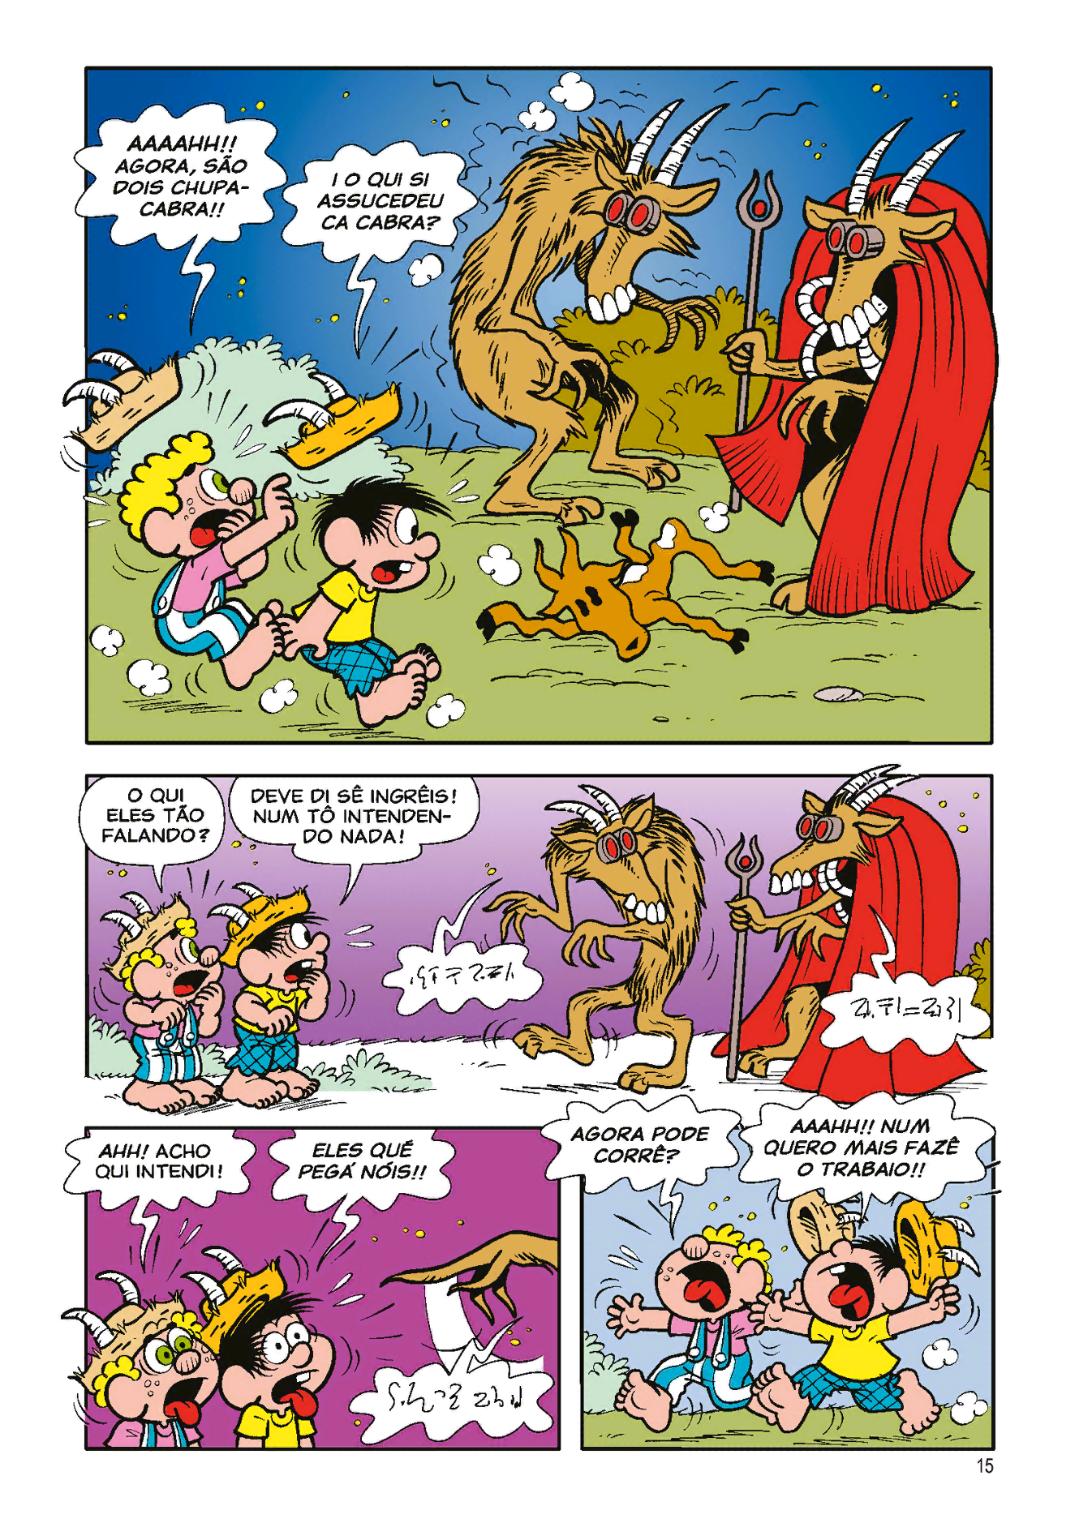 AAAAHH!!
AGORA, SÃO
DOIS CHUPA-
CABRA!!
I O QUI SI
ASSUCEDEU
CA CABRA?
O QUI
ELES TÃO
FALANDO?
DEVE DI SÊ INGRÊIS!
NUM TÔ INTENDEN-
DO NADA!
AHH! ACHO
QUI INTENDI!
ELES QUÉ
PEGÁ NÓIS!!
AGORA PODE
CORRÊ?
AAAHH!! NUM
QUERO MAIS FAZÊ
O TRABAIO!!
15